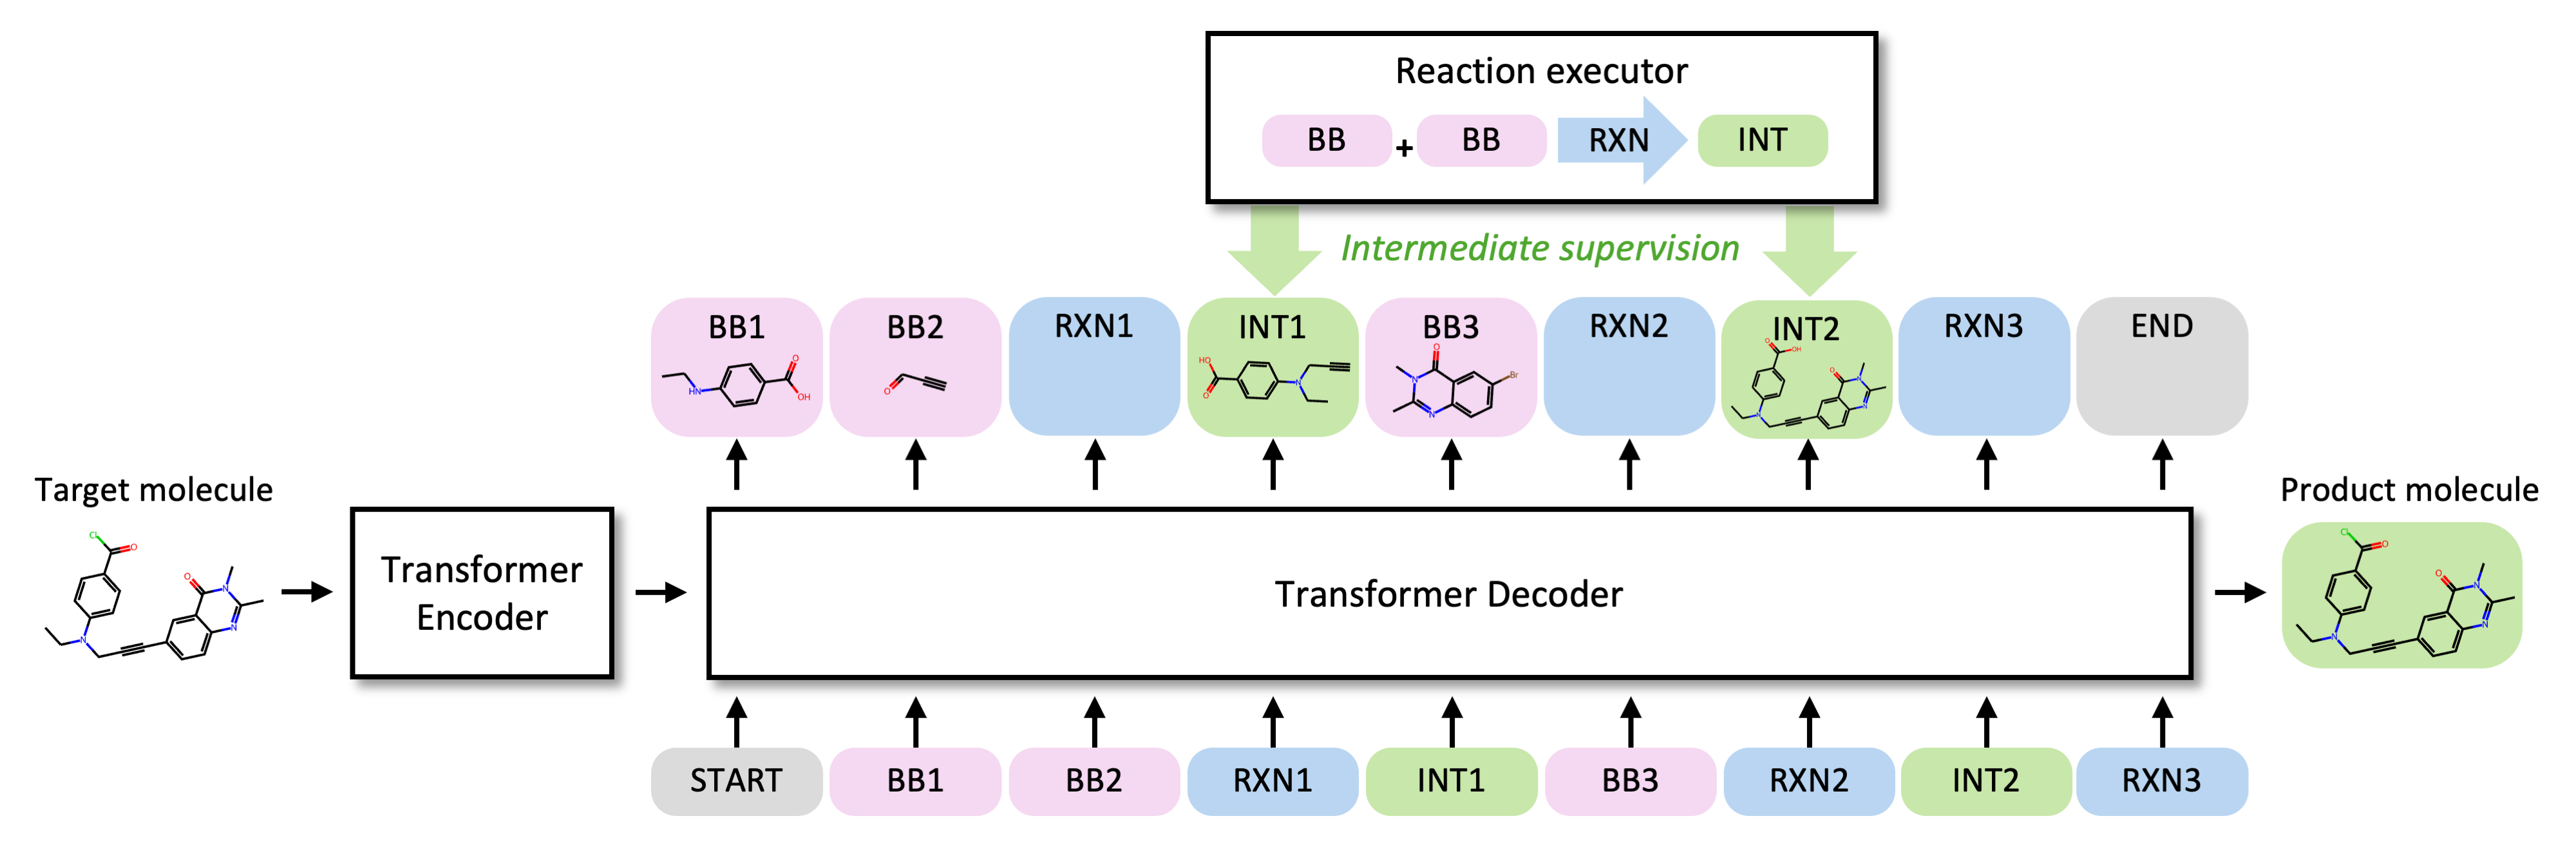 Reaction executor
BB + BB RXN INT
Intermediate supervision
BB1 BB2 RXN1 INT1 BB3 RXN2 INT2 RXN3 END
HN O OH
O
HO O N
O N N Br
O OH O N N N
Target molecule
Cl O O N N N
Transformer
Encoder
Transformer Decoder
Product molecule
Cl O O N N N
START BB1 BB2 RXN1 INT1 BB3 RXN2 INT2 RXN3